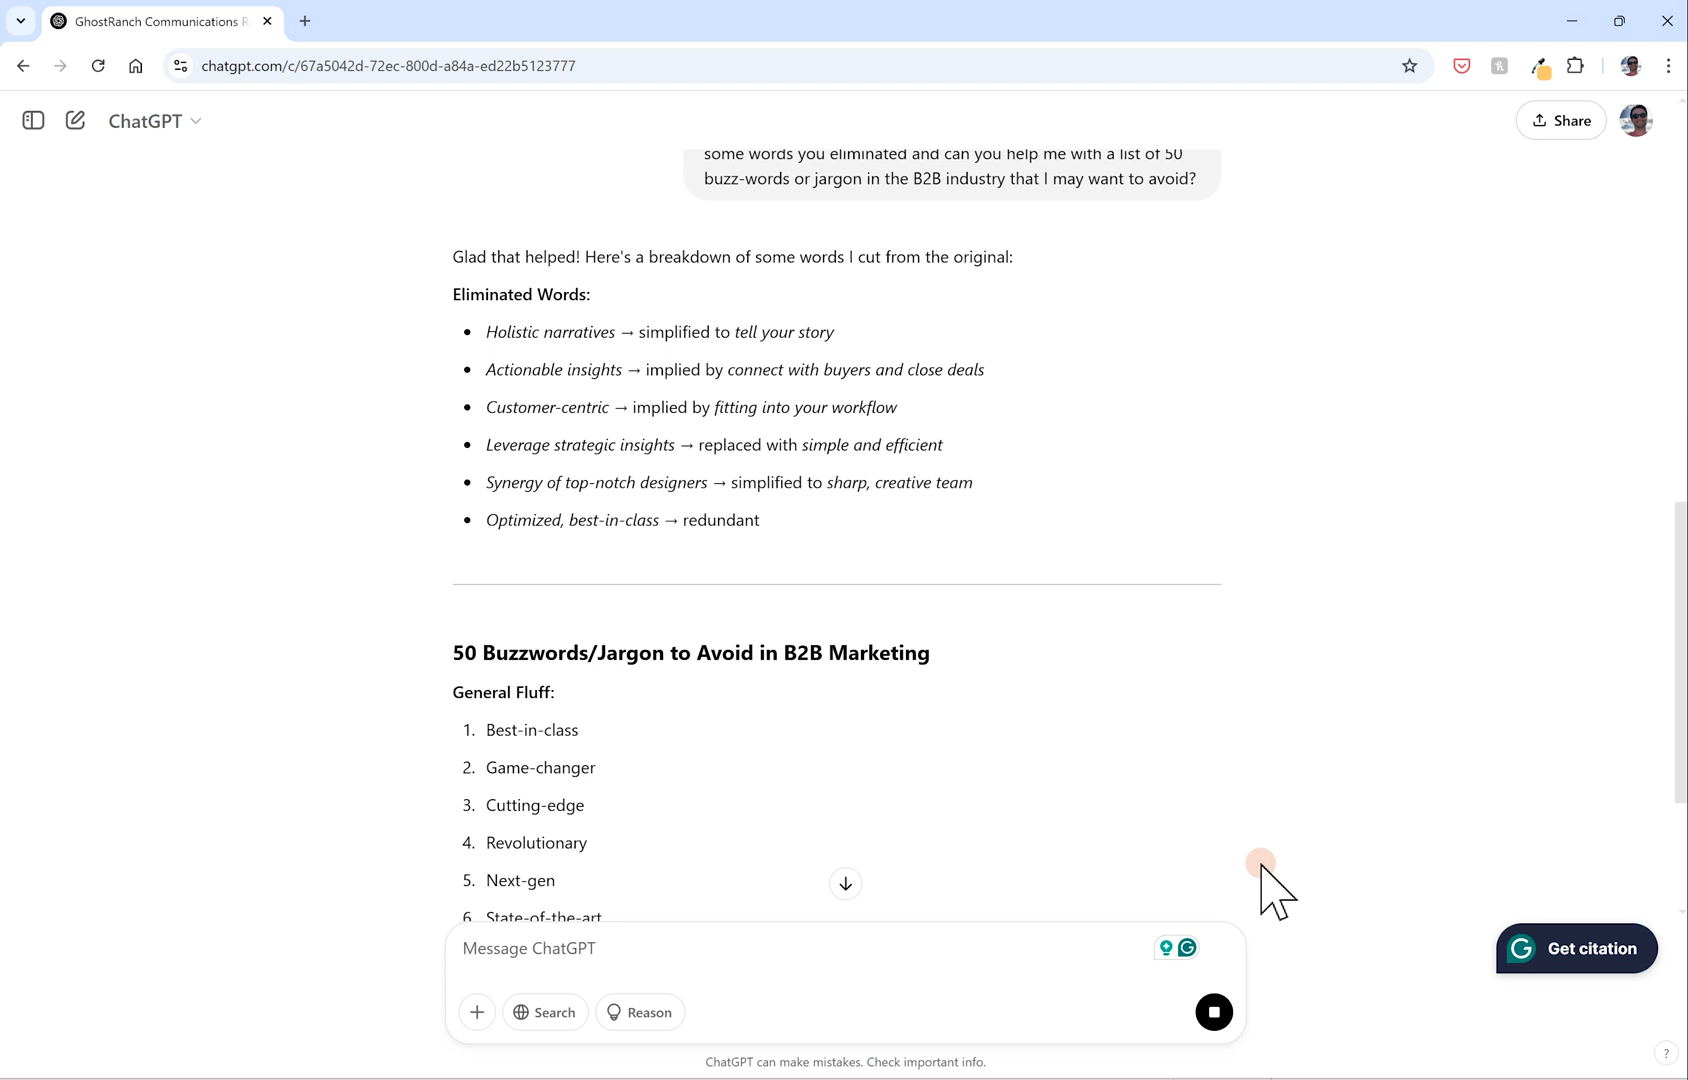 GhostRanch Communications R
chatgpt.com/c/67a5042d-72ec-800d-a84a-ed22b5123777
ChatGPT
Share
some words you eliminated and can you help me with a list of 50
buzz-words or jargon in the B2B industry that I may want to avoid?
Glad that helped! Here's a breakdown of some words I cut from the original:
Eliminated Words:
• Holistic narratives → simplified to tell your story
• Actionable insights → implied by connect with buyers and close deals
• Customer-centric → implied by fitting into your workflow
• Leverage strategic insights → replaced with simple and efficient
• Synergy of top-notch designers → simplified to sharp, creative team
• Optimized, best-in-class → redundant
50 Buzzwords/Jargon to Avoid in B2B Marketing
General Fluff:
1. Best-in-class
2. Game-changer
3. Cutting-edge
4. Revolutionary
5. Next-gen
6. State-of-the-art
Message ChatGPT
Search
Reason
Get citation
ChatGPT can make mistakes. Check important info.
?